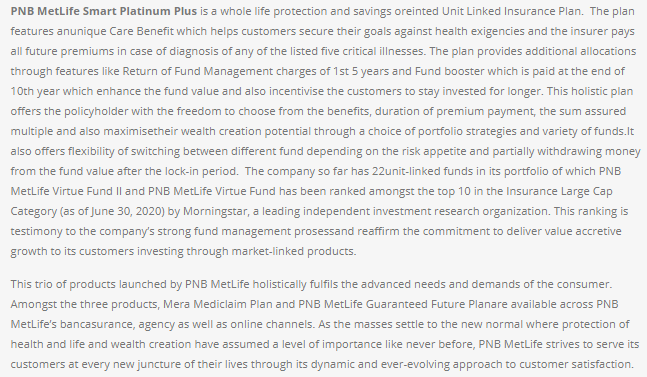 PNB MetLife Smart Platinum Plus is a whole life protection and savings oreinted Unit Linked Insurance Plan.  The plan
features anunique Care Benefit which helps customers secure their goals against health exigencies and the insurer pays
all future premiums in case of diagnosis of any of the listed five critical illnesses. The plan provides additional allocations
through features like Return of Fund Management charges of 1st 5 years and Fund booster which is paid at the end of
10th year which enhance the fund value and also incentivise the customers to stay invested for longer. This holistic plan
offers the policyholder with the freedom to choose from the benefits, duration of premium payment, the sum assured
multiple and also maximisetheir wealth creation potential through a choice of portfolio strategies and variety of funds.It
also offers flexibility of switching between different fund depending on the risk appetite and partially withdrawing money
from the fund value after the lock-in period.  The company so far has 22unit-linked funds in its portfolio of which PNB
MetLife Virtue Fund II and PNB MetLife Virtue Fund has been ranked amongst the top 10 in the Insurance Large Cap
Category (as of June 30, 2020) by Morningstar, a leading independent investment research organization. This ranking is
testimony to the company's strong fund management prosessand reaffirm the commitment to deliver value accretive
growth to its customers investing through market-linked products.
This trio of products launched by PNB MetLife holistically fulfils the advanced needs and demands of the consumer.
Amongst the three products, Mera Mediclaim Plan and PNB MetLife Guaranteed Future Planare available across PNB
MetLife's bancasurance, agency as well as online channels. As the masses settle to the new normal where protection of
health and life and wealth creation have assumed a level of importance like never before, PNB MetLife strives to serve its
customers at every new juncture of their lives through its dynamic and ever-evolving approach to customer satisfaction.